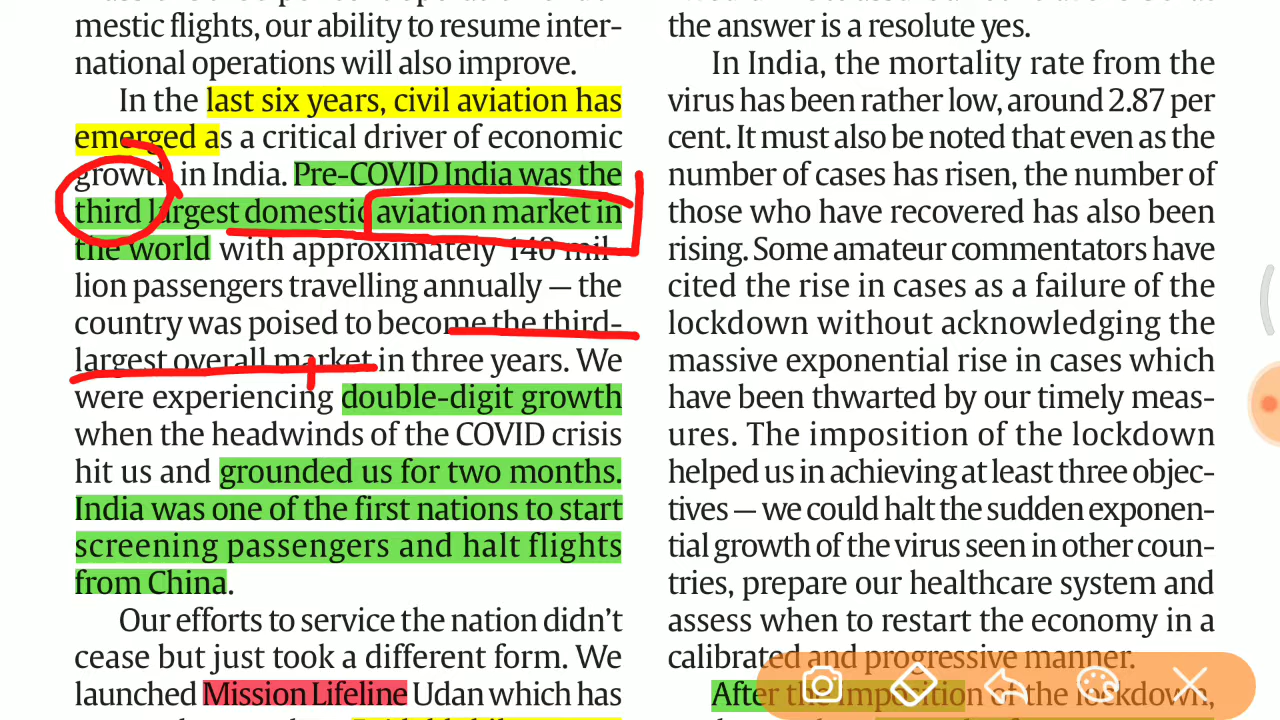 mestic flights, our ability to resume inter-
national operations will also improve.
In the last six years, civil aviation has
emerged as a critical driver of economic
growth in India. Pre-COVID India was the
third largest domestic aviation market in
the world with approximately 140 mil-
lion passengers travelling annually — the
country was poised to become the third-
largest overall market in three years. We
were experiencing double-digit growth
when the headwinds of the COVID crisis
hit us and grounded us for two months.
India was one of the first nations to start
screening passengers and halt flights
from China.
Our efforts to service the nation didn't
cease but just took a different form. We
launched Mission Lifeline Udan which has
the answer is a resolute yes.
In India, the mortality rate from the
virus has been rather low, around 2.87 per
cent. It must also be noted that even as the
number of cases has risen, the number of
those who have recovered has also been
rising. Some amateur commentators have
cited the rise in cases as a failure of the
lockdown without acknowledging the
massive exponential rise in cases which
have been thwarted by our timely meas-
ures. The imposition of the lockdown
helped us in achieving at least three objec-
tives — we could halt the sudden exponen-
tial growth of the virus seen in other coun-
tries, prepare our healthcare system and
assess when to restart the economy in a
calibrated and progressive manner.
After the imposition of the lockdown,